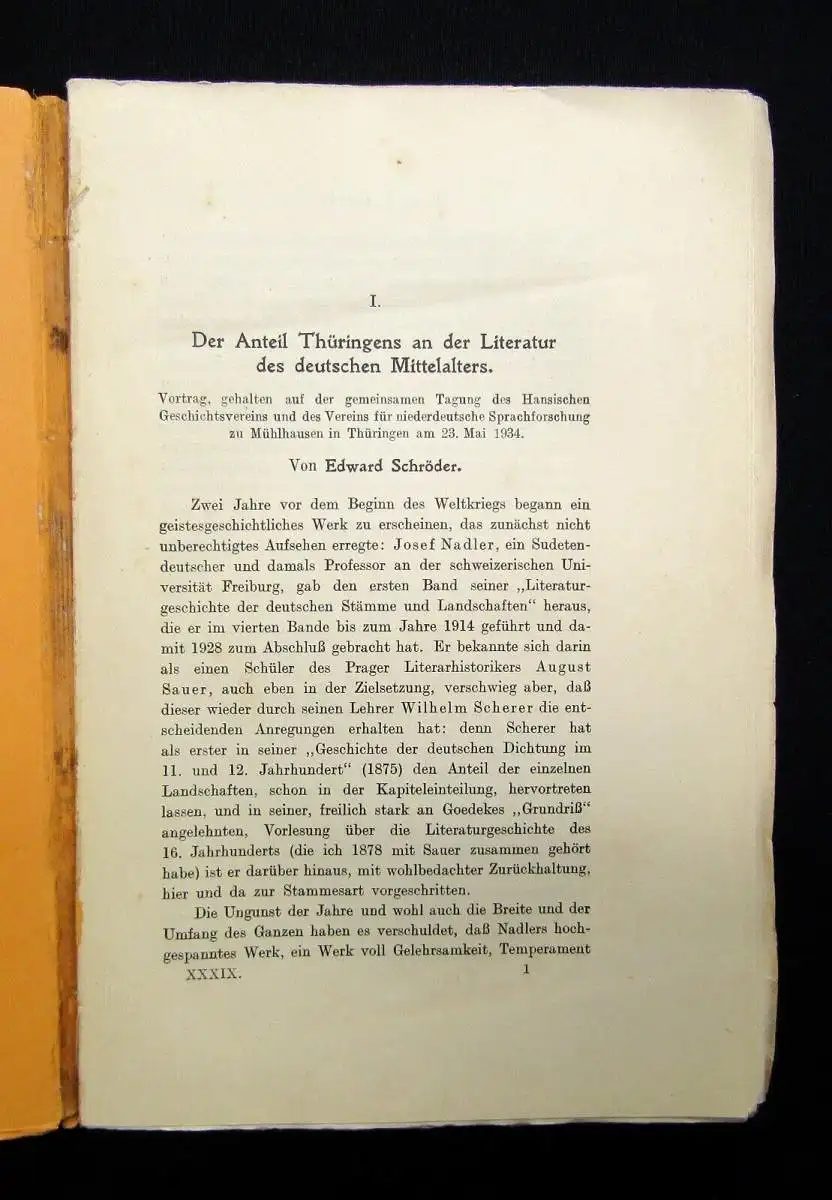 I.
Der Anteil Thüringens an der Literatur
des deutschen Mittelalters.
Vortrag, gehalten auf der gemeinsamen Tagung des Hansischen
Geschichtsvereins und des Vereins für niederdeutsche Sprachforschung
zu Mühlhausen in Thüringen am 23. Mai 1934.
Von Edward Schröder.
Zwei Jahre vor dem Beginn des Weltkriegs begann ein
geistesgeschichtliches Werk zu erscheinen, das zunächst nicht
unberechtigtes Aufsehen erregte: Josef Nadler, ein Sudeten-
deutscher und damals Professor an der schweizerischen Uni-
versität Freiburg, gab den ersten Band seiner „Literatur-
geschichte der deutschen Stämme und Landschaften“ heraus,
die er im vierten Bande bis zum Jahre 1914 geführt und da-
mit 1928 zum Abschluß gebracht hat. Er bekannte sich darin
als einen Schüler des Prager Literarhistorikers August
Sauer, auch eben in der Zielsetzung, verschwieg aber, daß
dieser wieder durch seinen Lehrer Wilhelm Scherer die ent-
scheidenden Anregungen erhalten hat: denn Scherer hat
als erster in seiner „Geschichte der deutschen Dichtung im
11. und 12. Jahrhundert“ (1875) den Anteil der einzelnen
Landschaften, schon in der Kapiteleinteilung, hervortreten
lassen, und in seiner, freilich stark an Goedekes „Grundriß“
angelehnten, Vorlesung über die Literaturgeschichte des
16. Jahrhunderts (die ich 1878 mit Sauer zusammen gehört
habe) ist er darüber hinaus, mit wohlbedachter Zurückhaltung,
hier und da zur Stammesart vorgeschritten.
Die Ungunst der Jahre und wohl auch die Breite und der
Umfang des Ganzen haben es verschuldet, daß Nadlers hoch-
gespanntes Werk, ein Werk voll Gelehrsamkeit, Temperament
XXXIX. 1